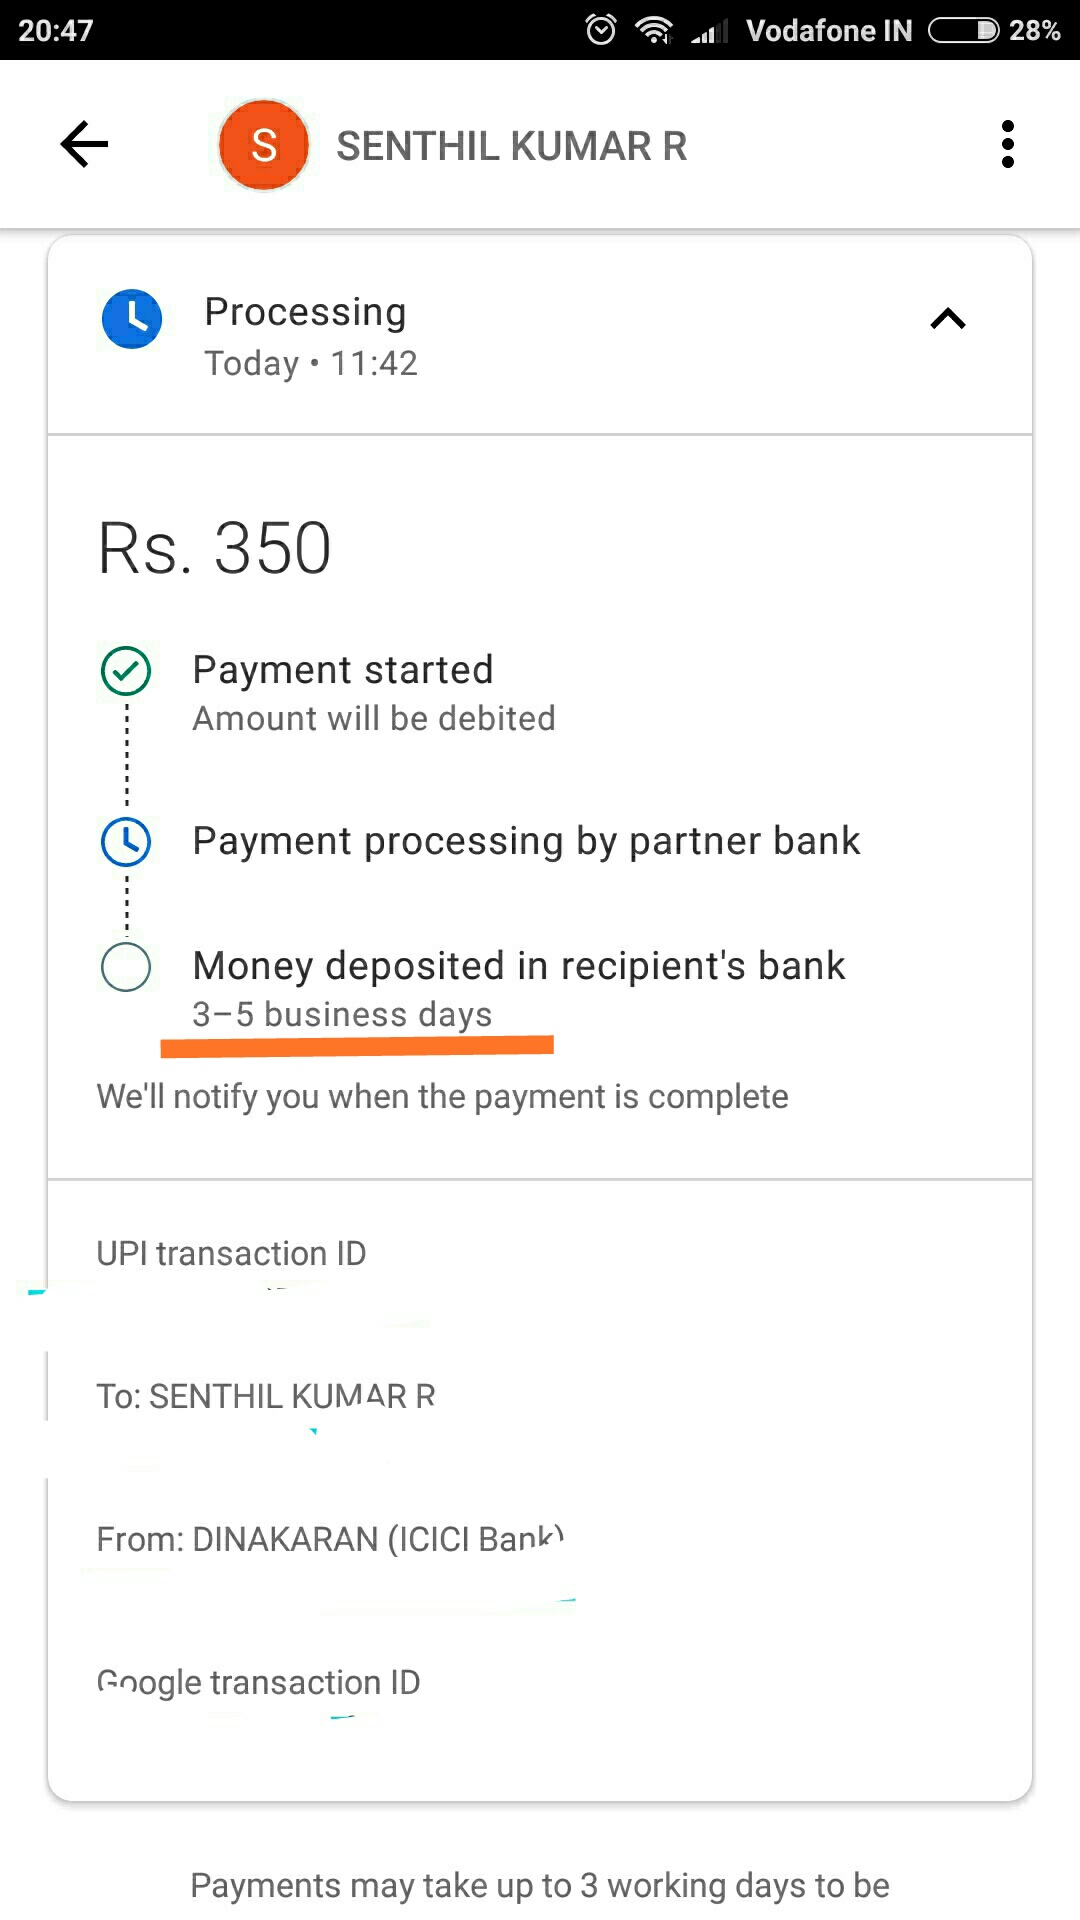 20:47 Vodafone IN 28%
S SENTHIL KUMAR R
Processing
Today • 11:42
Rs. 350
Payment started
Amount will be debited
Payment processing by partner bank
Money deposited in recipient's bank
3–5 business days
We'll notify you when the payment is complete
UPI transaction ID
To: SENTHIL KUMAR R
From: DINAKARAN (ICICI Bank)
Google transaction ID
Payments may take up to 3 working days to be